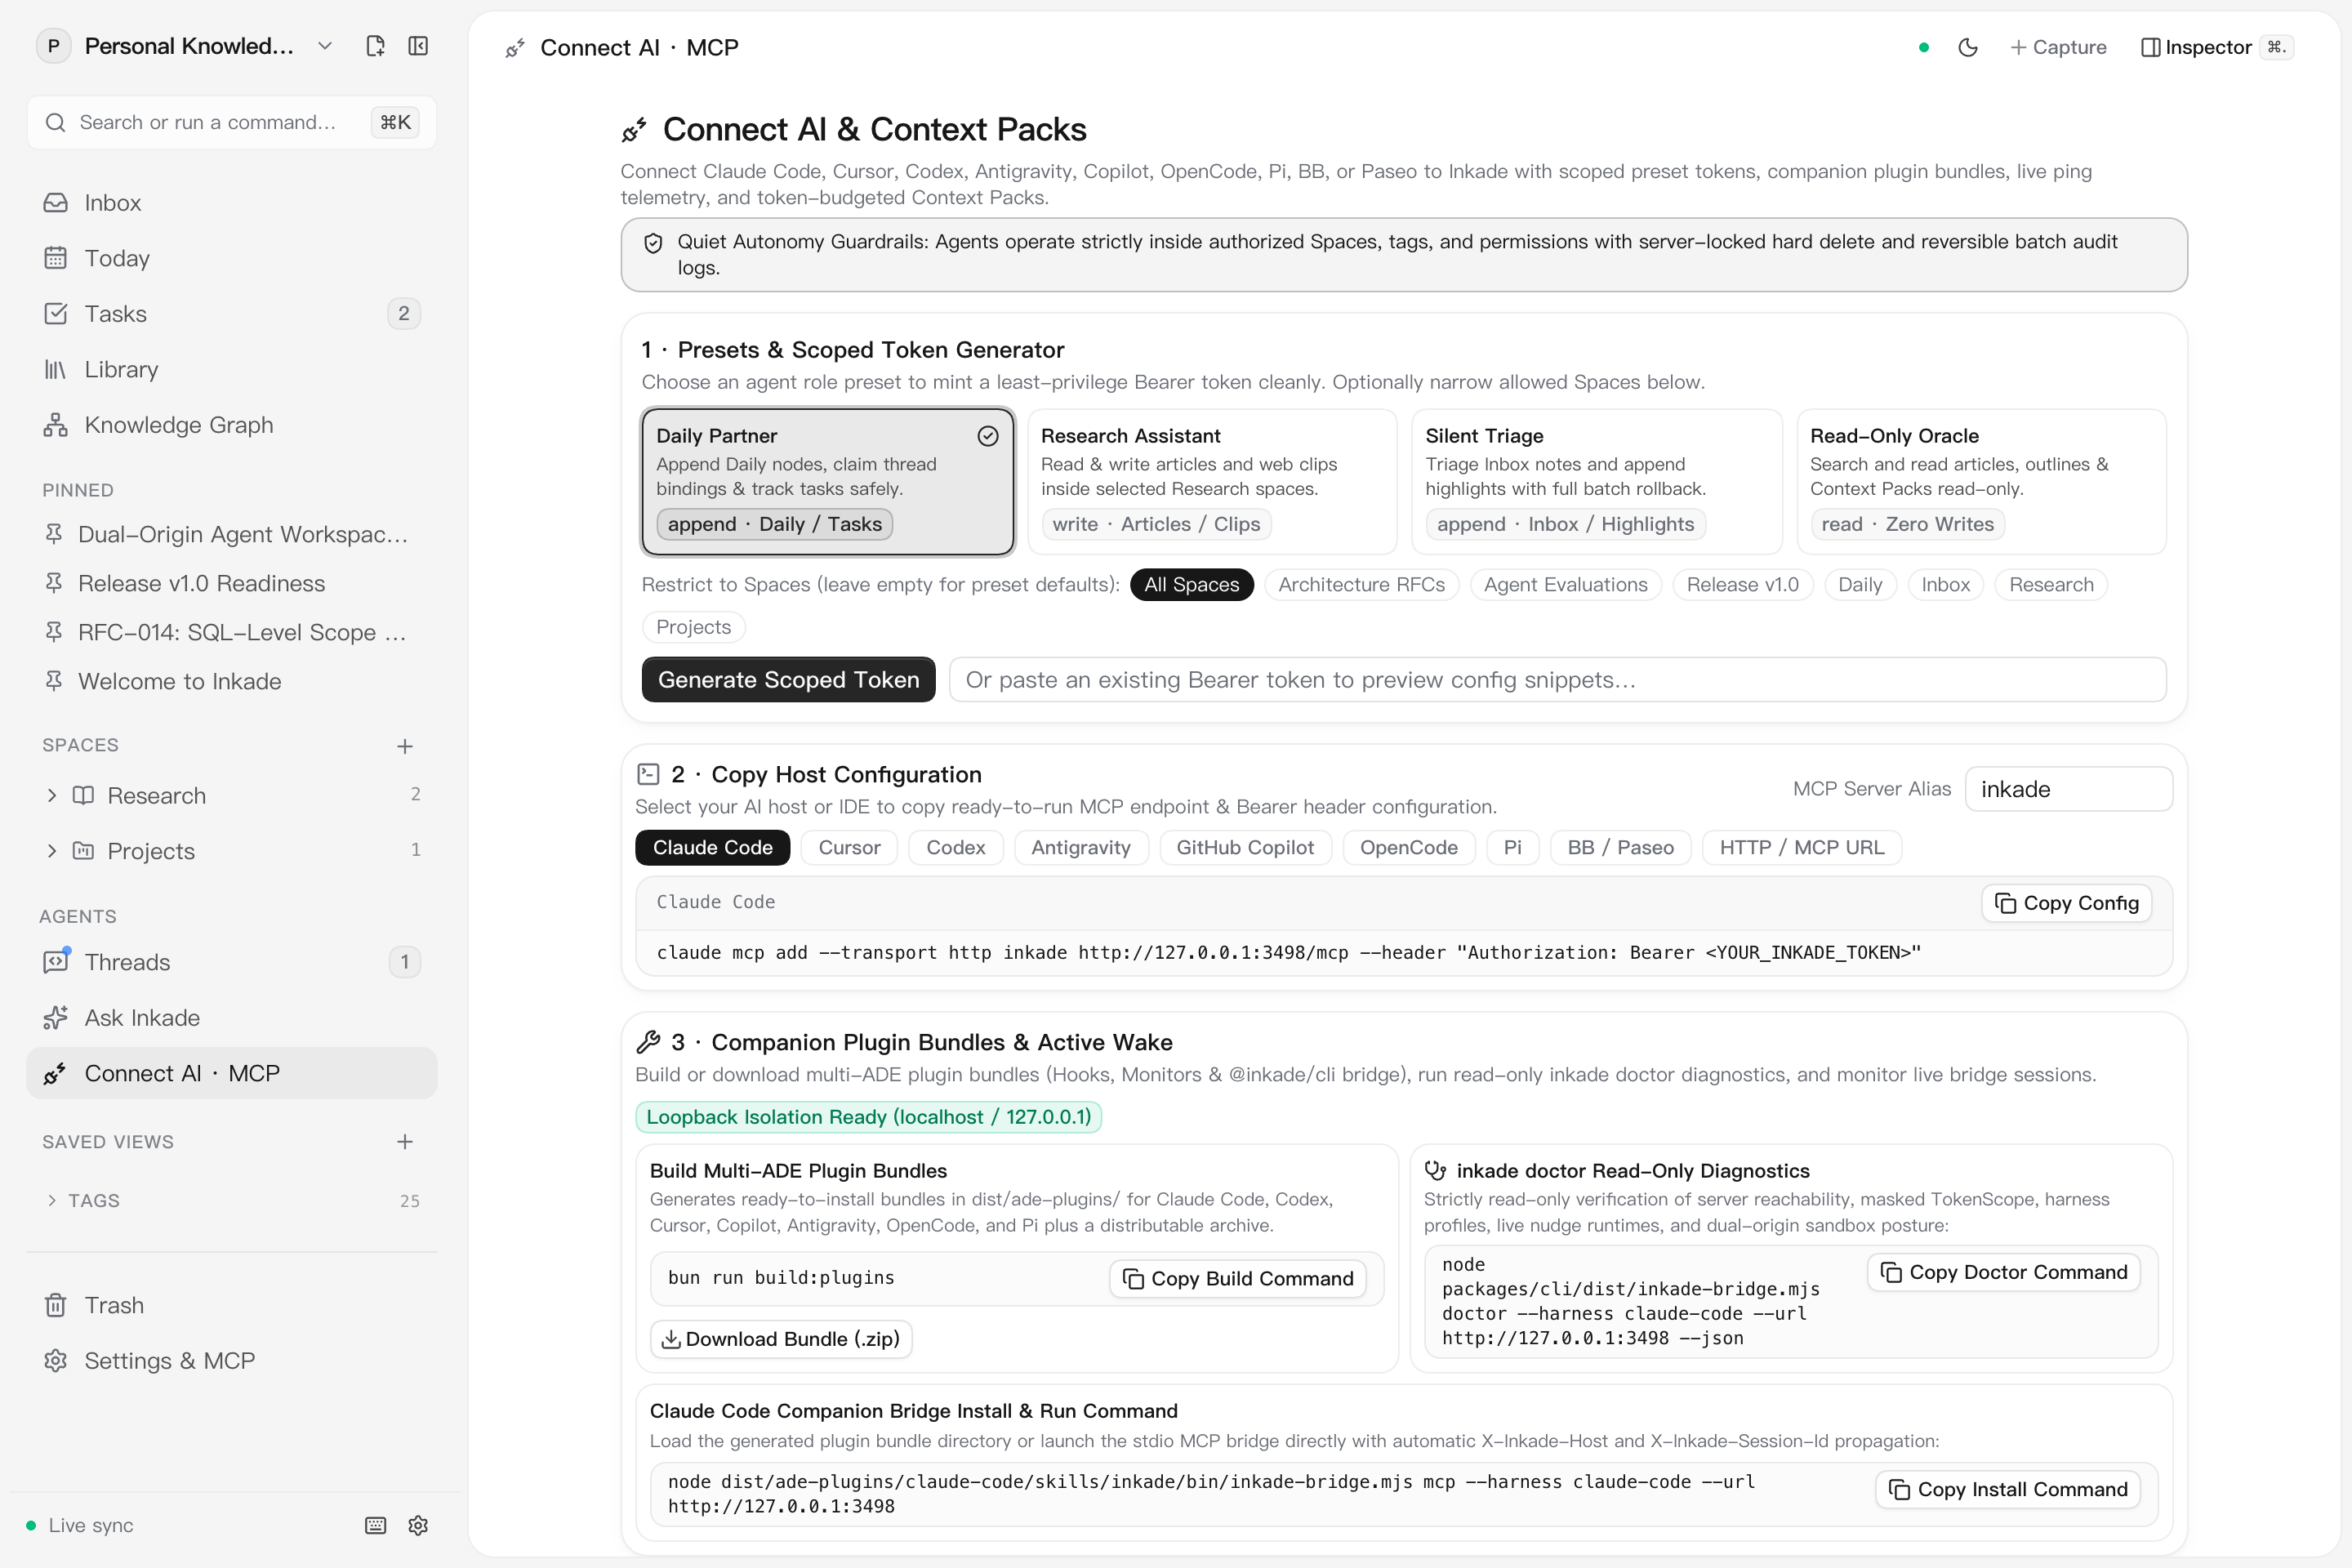 P Personal Knowled...
Search or run a command... ⌘K
Inbox
Today
Tasks 2
Library
Knowledge Graph
PINNED
Dual-Origin Agent Workspac...
Release v1.0 Readiness
RFC-014: SQL-Level Scope ...
Welcome to Inkade
SPACES
Research 2
Projects 1
AGENTS
Threads 1
Ask Inkade
Connect AI · MCP
SAVED VIEWS
TAGS 25
Trash
Settings & MCP
Live sync
Connect AI · MCP
Capture
Inspector ⌘.
Connect AI & Context Packs
Connect Claude Code, Cursor, Codex, Antigravity, Copilot, OpenCode, Pi, BB, or Paseo to Inkade with scoped preset tokens, companion plugin bundles, live ping
telemetry, and token-budgeted Context Packs.
Quiet Autonomy Guardrails: Agents operate strictly inside authorized Spaces, tags, and permissions with server-locked hard delete and reversible batch audit
logs.
1 · Presets & Scoped Token Generator
Choose an agent role preset to mint a least-privilege Bearer token cleanly. Optionally narrow allowed Spaces below.
Daily Partner
Append Daily nodes, claim thread
bindings & track tasks safely.
append · Daily / Tasks
Research Assistant
Read & write articles and web clips
inside selected Research spaces.
write · Articles / Clips
Silent Triage
Triage Inbox notes and append
highlights with full batch rollback.
append · Inbox / Highlights
Read-Only Oracle
Search and read articles, outlines &
Context Packs read-only.
read · Zero Writes
Restrict to Spaces (leave empty for preset defaults): All Spaces Architecture RFCs Agent Evaluations Release v1.0 Daily Inbox Research
Projects
Generate Scoped Token Or paste an existing Bearer token to preview config snippets...
2 · Copy Host Configuration
Select your AI host or IDE to copy ready-to-run MCP endpoint & Bearer header configuration.
MCP Server Alias inkade
Claude Code Cursor Codex Antigravity GitHub Copilot OpenCode Pi BB / Paseo HTTP / MCP URL
Claude Code Copy Config
claude mcp add --transport http inkade http://127.0.0.1:3498/mcp --header "Authorization: Bearer <YOUR_INKADE_TOKEN>"
3 · Companion Plugin Bundles & Active Wake
Build or download multi-ADE plugin bundles (Hooks, Monitors & @inkade/cli bridge), run read-only inkade doctor diagnostics, and monitor live bridge sessions.
Loopback Isolation Ready (localhost / 127.0.0.1)
Build Multi-ADE Plugin Bundles
Generates ready-to-install bundles in dist/ade-plugins/ for Claude Code, Codex,
Cursor, Copilot, Antigravity, OpenCode, and Pi plus a distributable archive.
bun run build:plugins Copy Build Command
Download Bundle (.zip)
inkade doctor Read-Only Diagnostics
Strictly read-only verification of server reachability, masked TokenScope, harness
profiles, live nudge runtimes, and dual-origin sandbox posture:
node
packages/cli/dist/inkade-bridge.mjs
doctor --harness claude-code --url
http://127.0.0.1:3498 --json
Copy Doctor Command
Claude Code Companion Bridge Install & Run Command
Load the generated plugin bundle directory or launch the stdio MCP bridge directly with automatic X-Inkade-Host and X-Inkade-Session-Id propagation:
node dist/ade-plugins/claude-code/skills/inkade/bin/inkade-bridge.mjs mcp --harness claude-code --url
http://127.0.0.1:3498
Copy Install Command